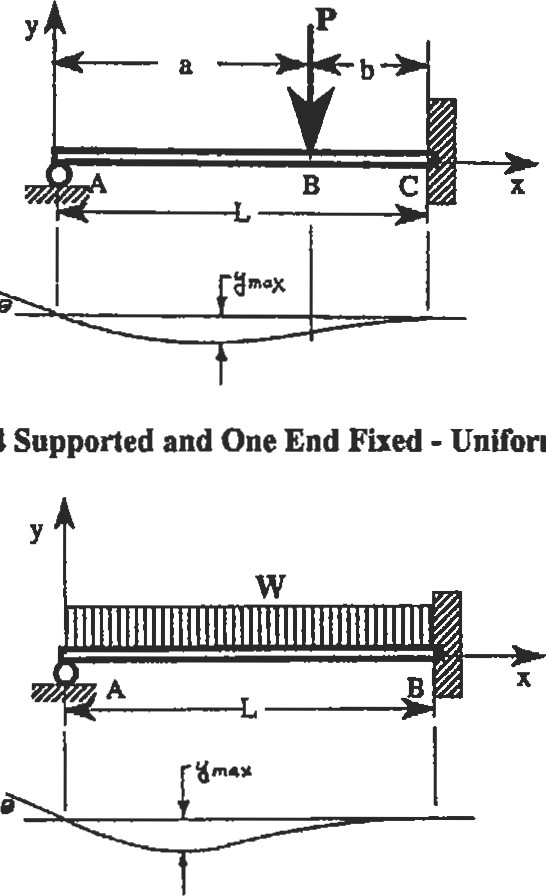 y
P
a
b
A
B
C
x
L
ymax
θ
Supported and One End Fixed - Unifor
y
W
A
B
x
L
ymax
θ